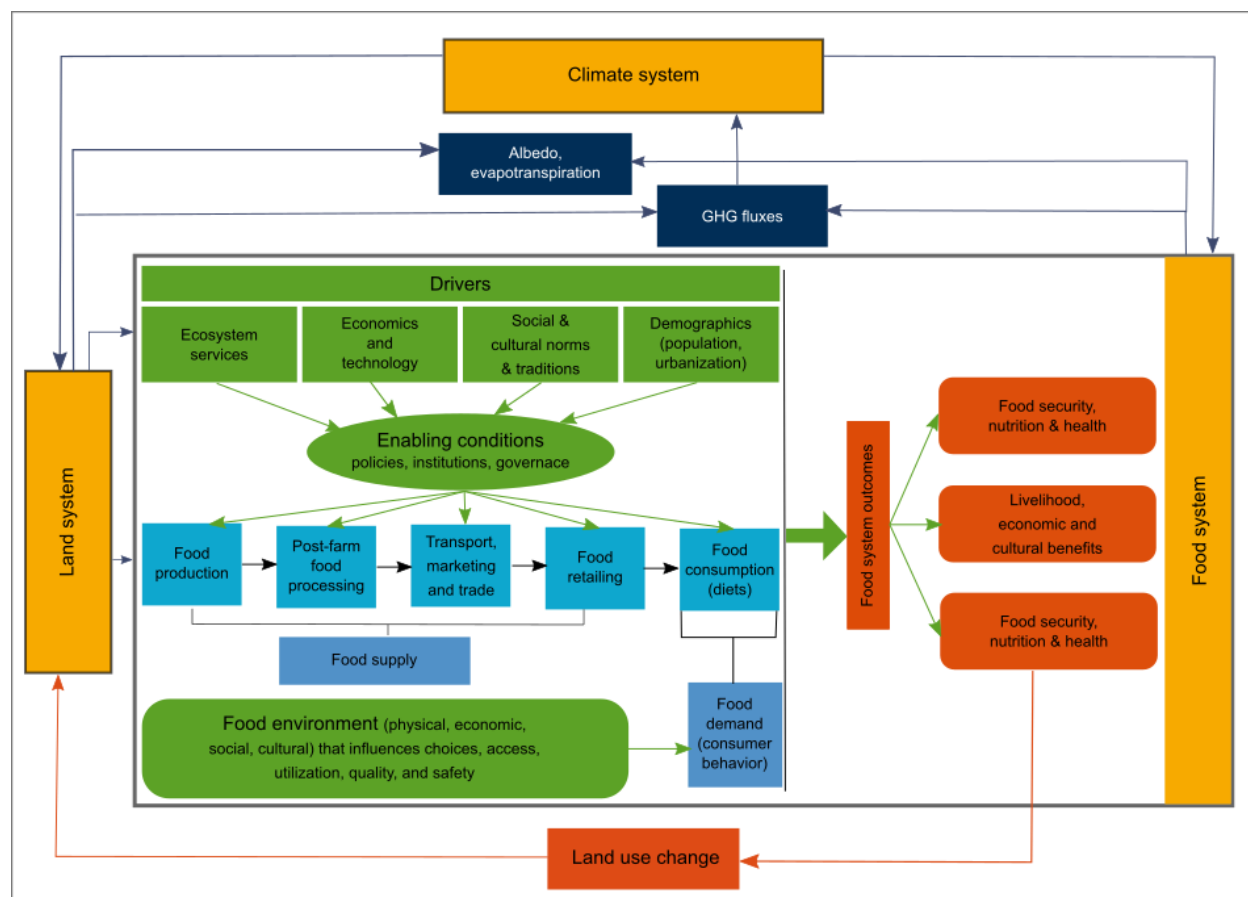 Climate system
Albedo,
evapotranspiration
GHG fluxes
Drivers
Ecosystem
services
Economics
and
technology
Social &
cultural norms
& traditions
Demographics
(population,
urbanization)
Enabling conditions
policies, institutions, governace
Land system
Food
production
Post-farm
food
processing
Transport,
marketing
and trade
Food
retailing
Food
consumption
(diets)
Food supply
Food environment (physical, economic,
social, cultural) that influences choices, access,
utilization, quality, and safety
Food
demand
(consumer
behavior)
Food system outcomes
Food security,
nutrition & health
Livelihood,
economic and
cultural benefits
Food security,
nutrition & health
Food system
Land use change